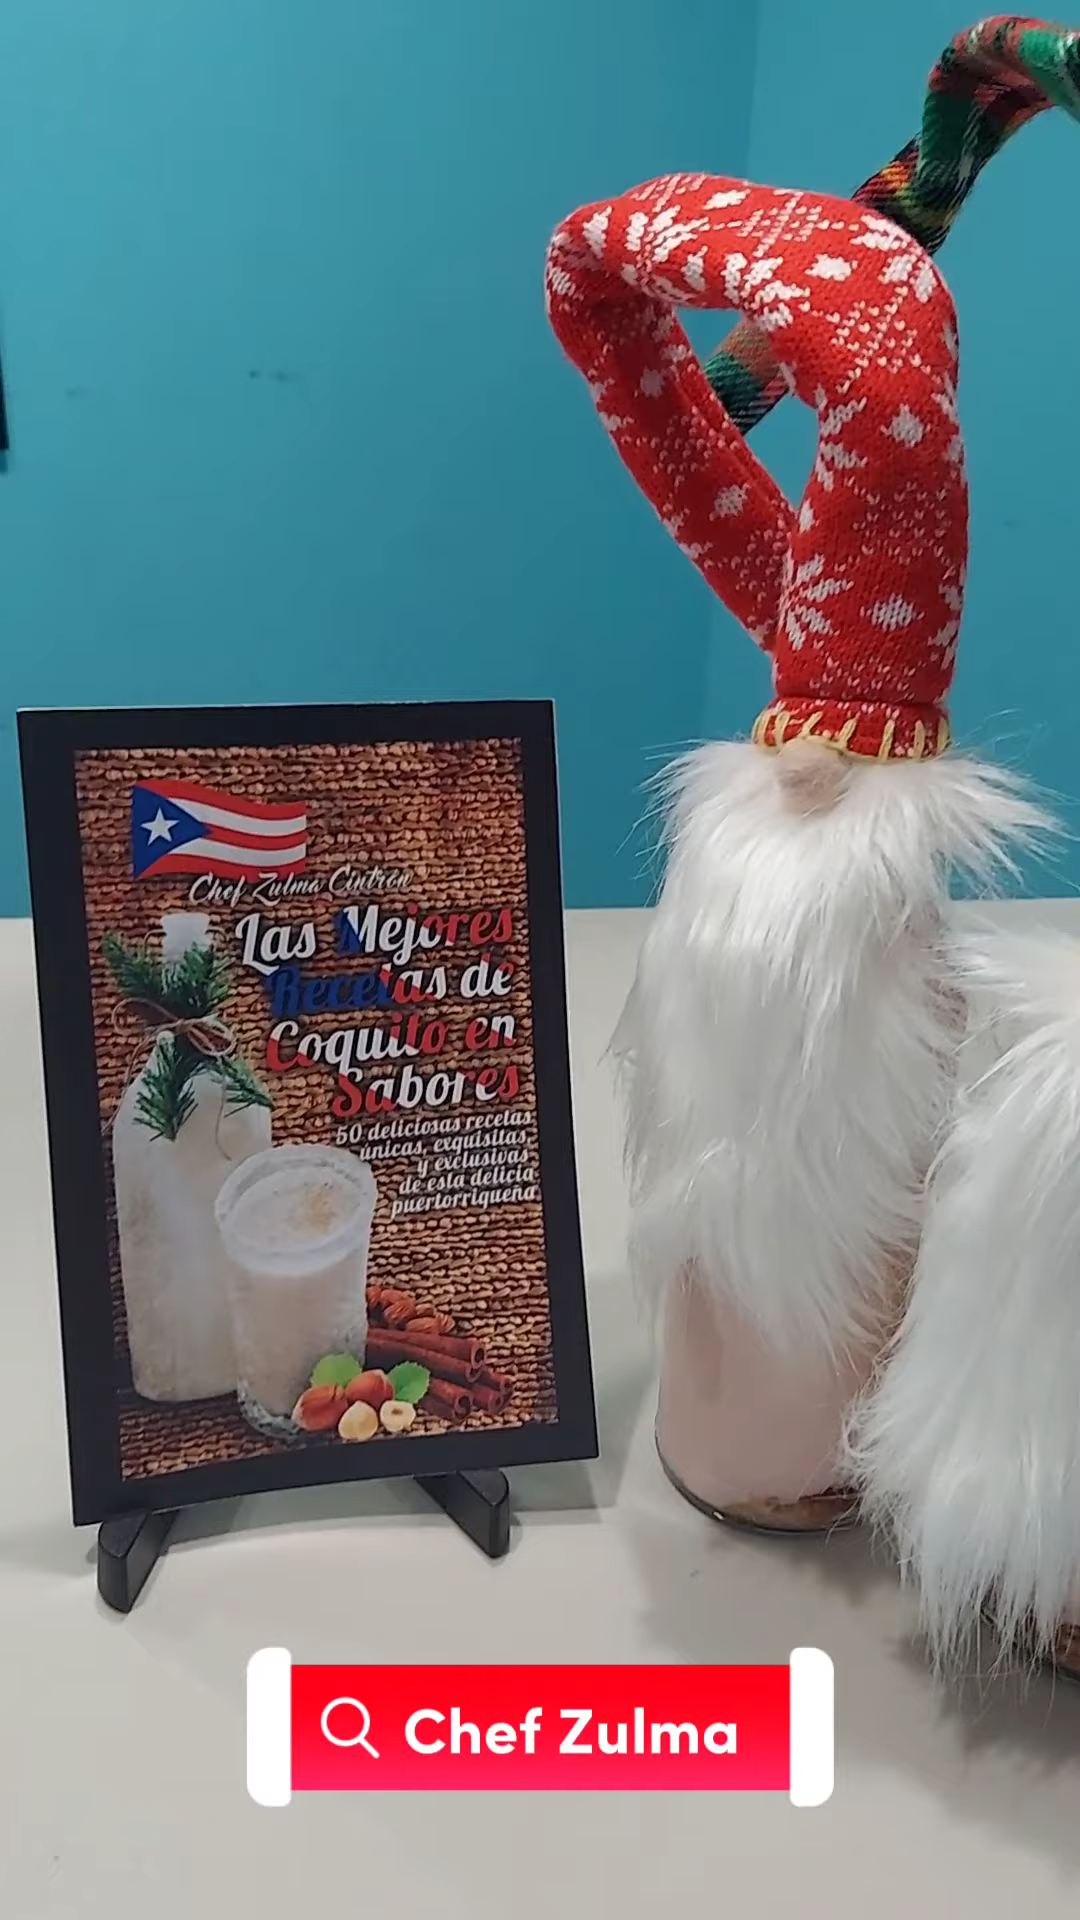 Chef Zulma Cintrón
Las Mejores
Recetas de
Coquito en
Sabores
50 deliciosas recetas
únicas, exquisitas
y exclusivas
de esta delicia
puertorriqueña
Chef Zulma